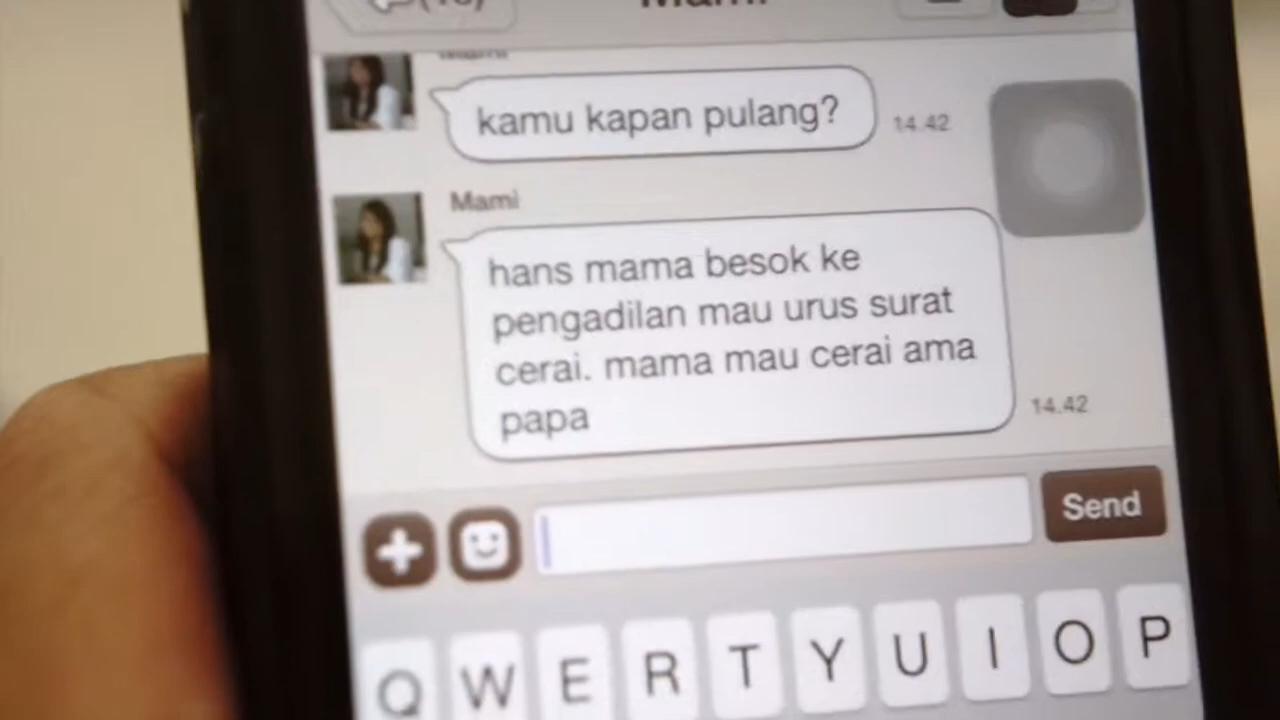 Mami
kamu kapan pulang?
14.42
Mami
hans mama besok ke
pengadilan mau urus surat
cerai. mama mau cerai ama
papa
14.42
Send
Q W E R T Y U I O P